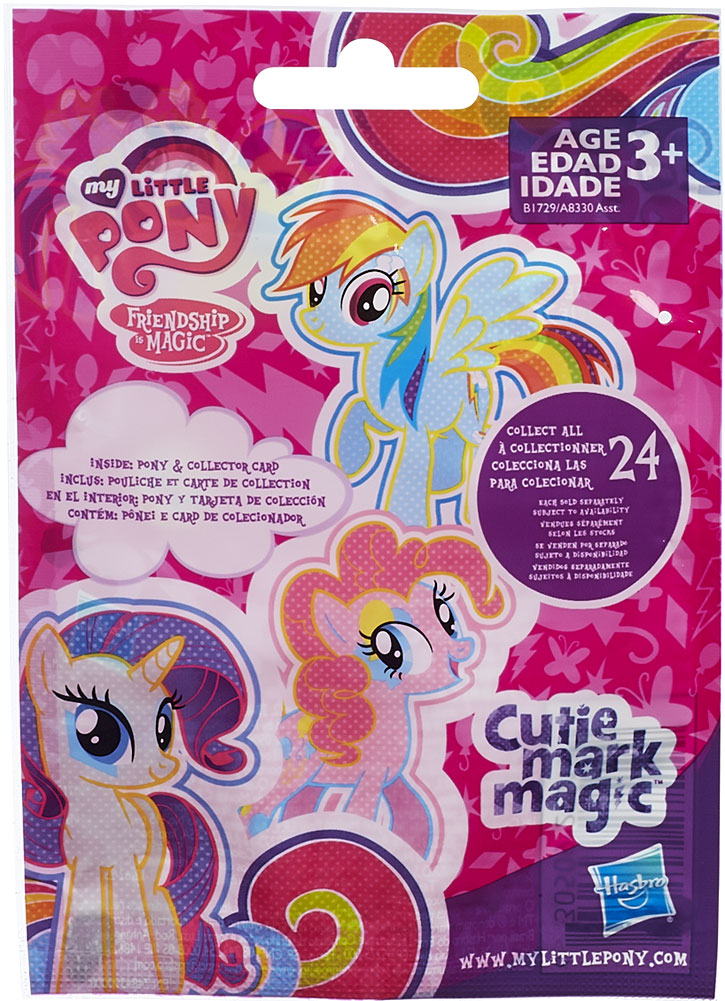 my LITTLE
PONY
FRIENDSHIP
IS MAGIC
AGE
EDAD
IDADE
3+
B1729/A8330 Asst.
INSIDE: PONY & COLLECTOR CARD
INCLUS: POULICHE ET CARTE DE COLLECTION
EN EL INTERIOR: PONY Y TARJETA DE COLECCIÓN
CONTÉM: PÔNEI E CARD DE COLECIONADOR
COLLECT ALL
À COLLECTIONNER
COLECCIONA LAS
PARA COLECIONAR
24
EACH SOLD SEPARATELY
SUBJECT TO AVAILABILITY
VENDUES SÉPARÉMENT
SELON LES STOCKS
SE VENDEN POR SEPARADO
SUJETO A DISPONIBILIDAD
VENDIDOS SEPARADAMENTE
SUJEITOS A DISPONIBILIDADE
Cutie
mark
magic™
Hasbro
WWW.MYLITTLEPONY.COM